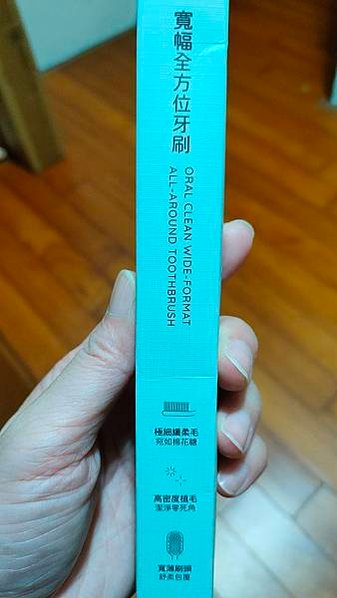 寬幅全方位牙刷
ORAL CLEAN WIDE-FORMAT
ALL-AROUND TOOTHBRUSH
極細纖柔毛
宛如棉花糖
高密度植毛
潔淨零死角
寬薄刷頭
舒柔包覆